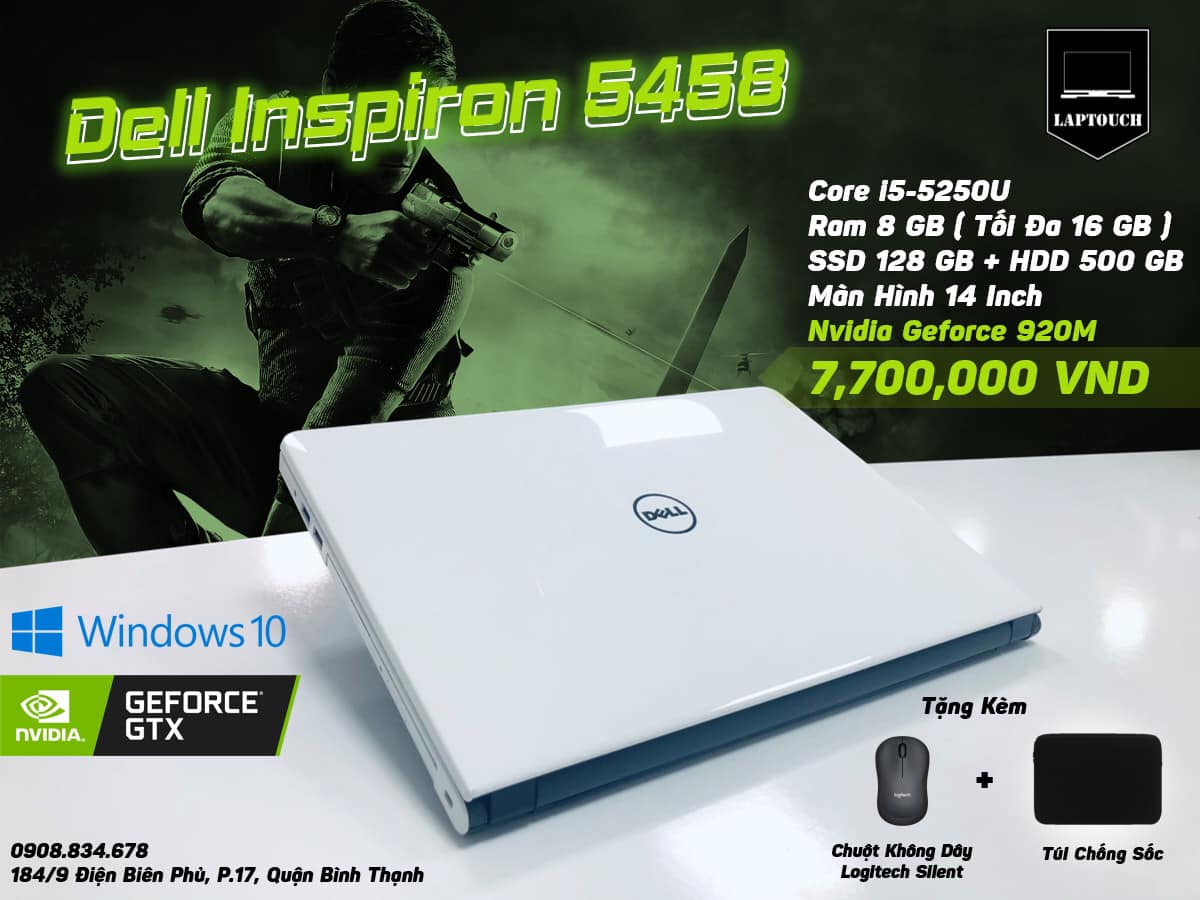 Dell Inspiron 5458
LAPTOUCH
Core i5-5250U
Ram 8 GB ( Tối Đa 16 GB )
SSD 128 GB + HDD 500 GB
Màn Hình 14 Inch
Nvidia Geforce 920M
7,700,000 VND
DELL
Windows 10
NVIDIA.
GEFORCE
GTX
Tặng Kèm
logitech
+
Chuột Không Dây
Logitech Silent
Túi Chống Sốc
0908.834.678
184/9 Điện Biên Phủ, P.17, Quận Bình Thạnh